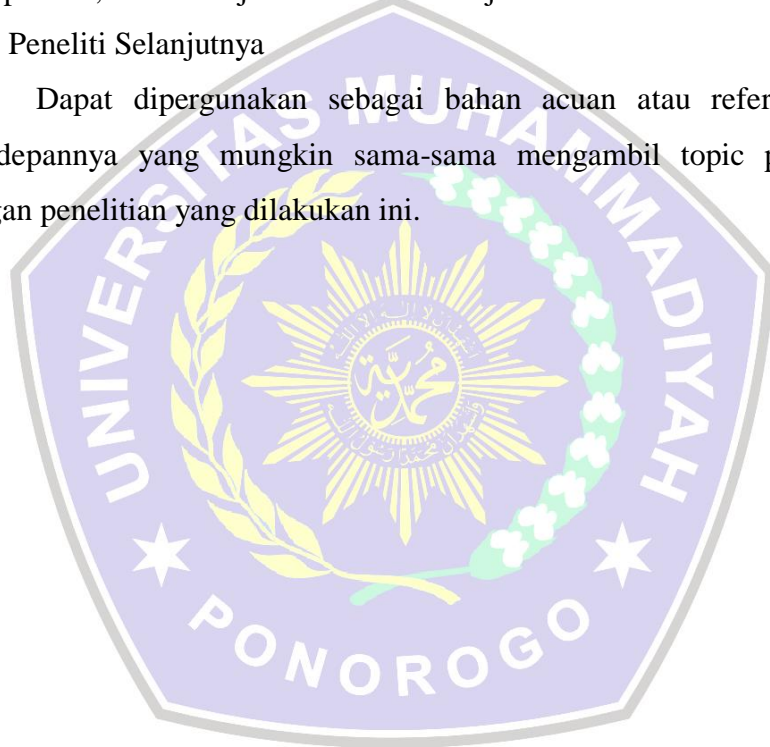 Peneliti Selanjutnya
Dapat dipergunakan sebagai bahan acuan atau refer
depannya yang mungkin sama-sama mengambil topic p
gan penelitian yang dilakukan ini.
UNIVERSITAS MUHAMMADIYAH
PONOROGO